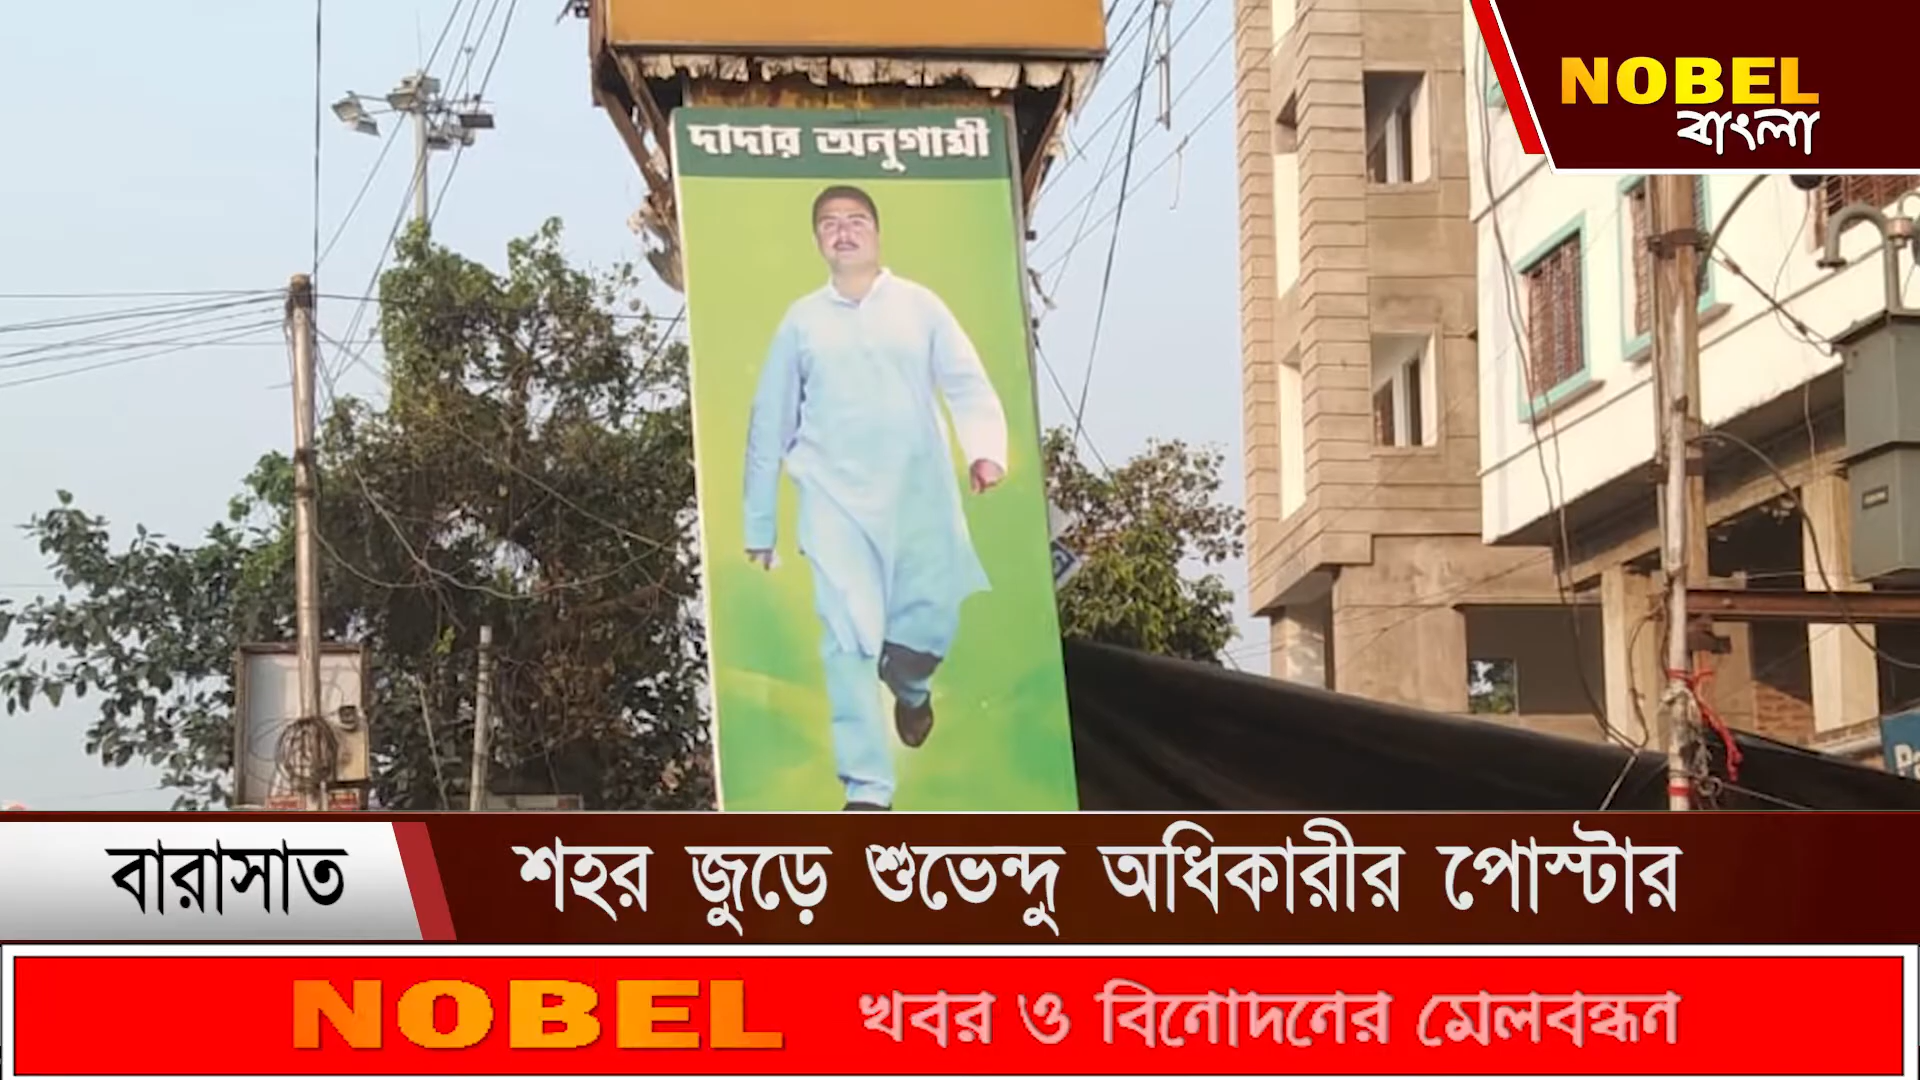 NOBEL
বাংলা
দাদার অনুগামী
বারাসাত
শহর জুড়ে শুভেন্দু অধিকারীর পোস্টার
NOBEL খবর ও বিনোদনের মেলবন্ধন